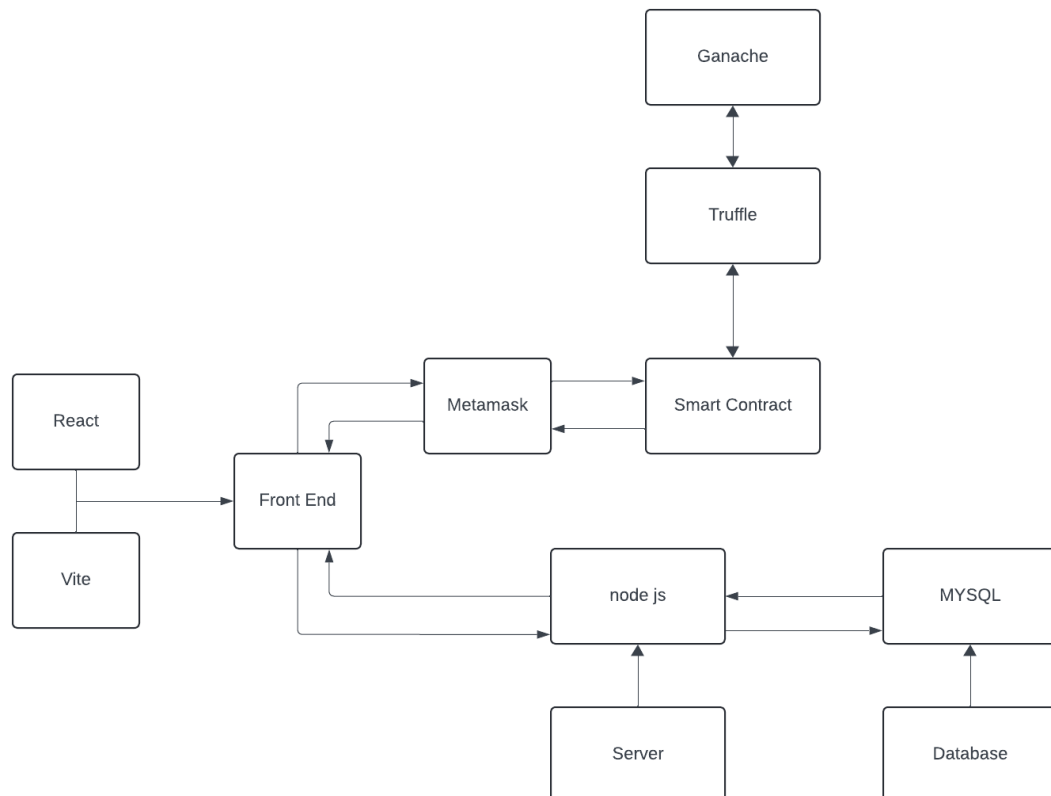 Ganache
Truffle
Metamask
Smart Contract
React
Front End
Vite
node js
MYSQL
Server
Database